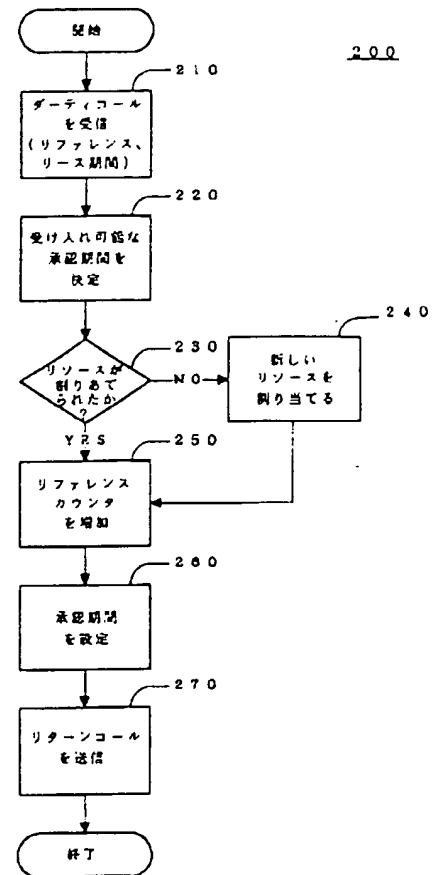 開始
200
210
ダーティコール
を受信
(リファレンス、
リース期間)
220
受け入れ可能な
承認期間を
決定
230
リソースが
割りあて
られたか
?
NO
240
新しい
リソースを
割り当てる
YES
250
リファレンス
カウンタ
を増加
260
承認期間
を設定
270
リターンコール
を送信
終了